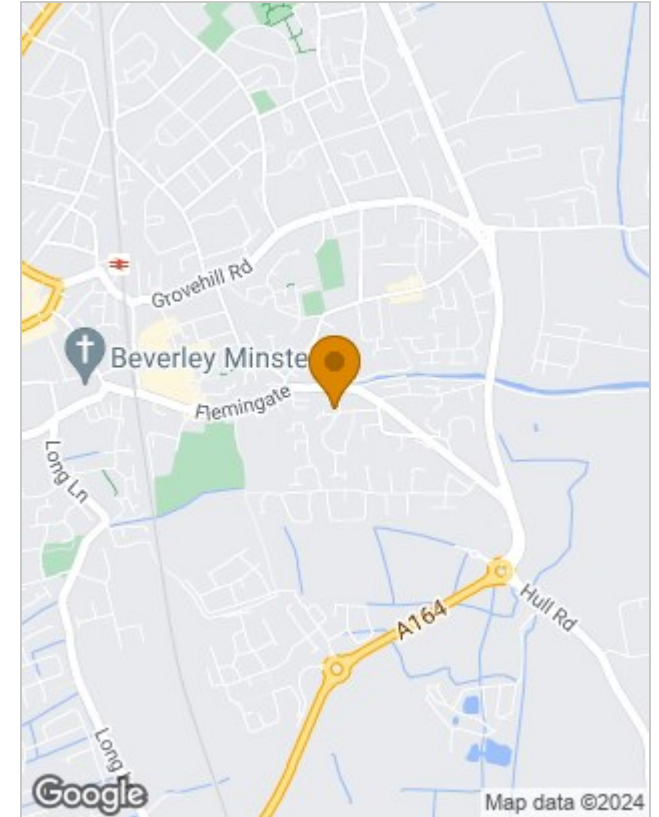 Grovehill Rd
Beverley Minste
Flemingate
Long Ln
A164
Hull Rd
Long
Google
Map data ©2024